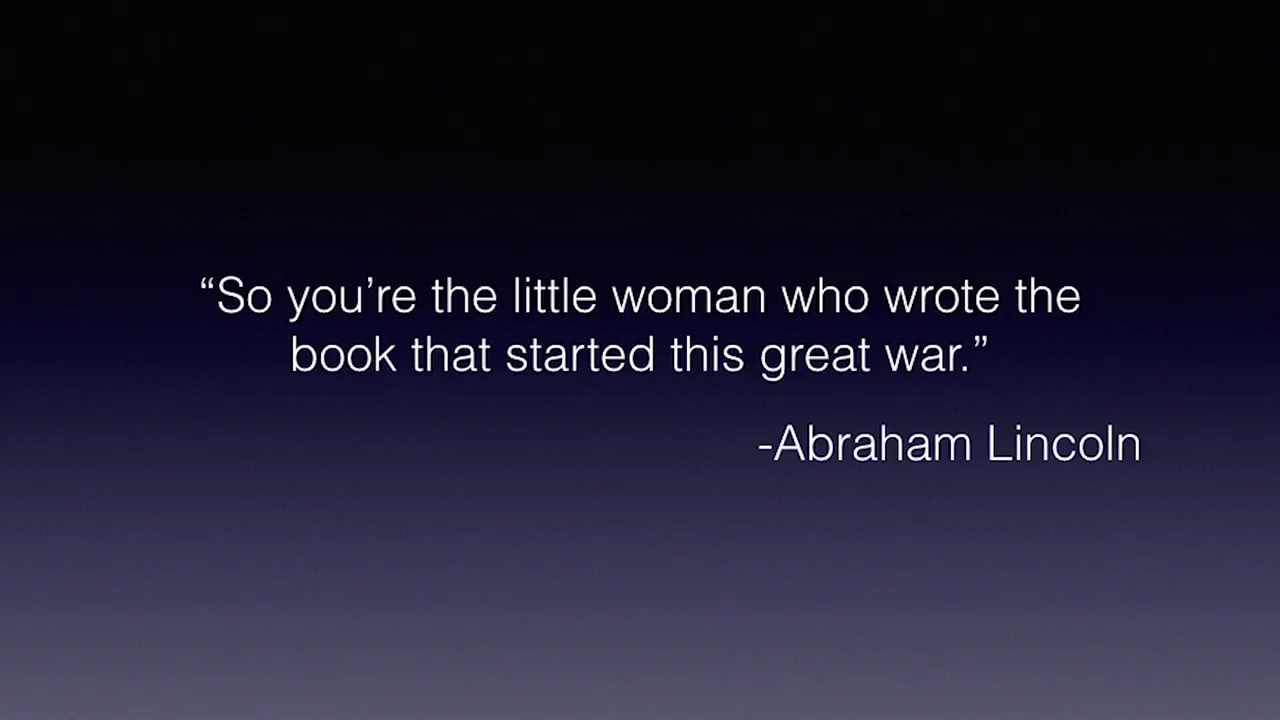 “So you’re the little woman who wrote the
book that started this great war.”
-Abraham Lincoln